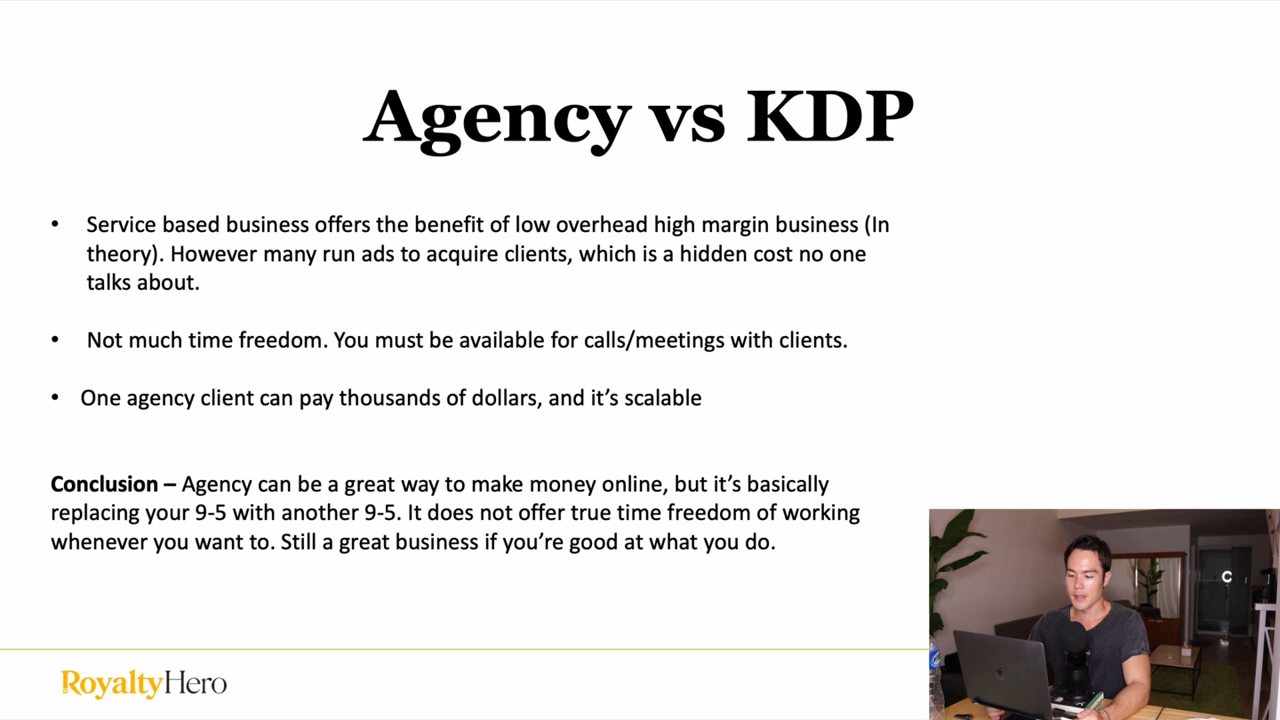 Agency vs KDP
• Service based business offers the benefit of low overhead high margin business (In
theory). However many run ads to acquire clients, which is a hidden cost no one
talks about.
• Not much time freedom. You must be available for calls/meetings with clients.
• One agency client can pay thousands of dollars, and it’s scalable
Conclusion – Agency can be a great way to make money online, but it’s basically
replacing your 9-5 with another 9-5. It does not offer true time freedom of working
whenever you want to. Still a great business if you’re good at what you do.
RoyaltyHero